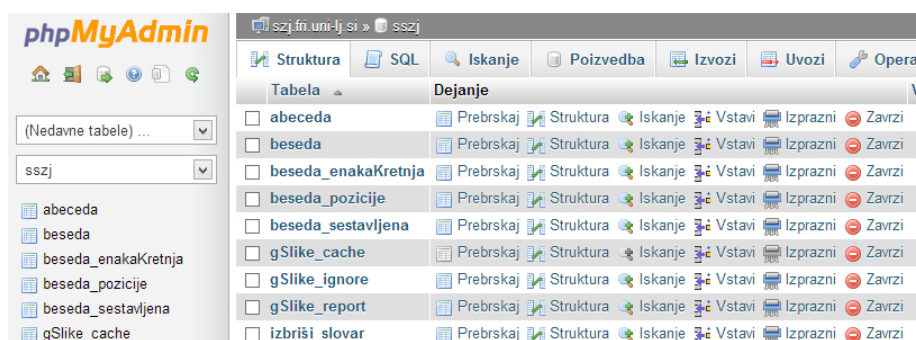 phpMyAdmin
(Nedavne tabele) ...
sszj
abeceda
beseda
beseda_enakaKretnja
beseda_pozicije
beseda_sestavljena
gSlike_cache
szj.fri.uni-lj.si » sszj
Struktura SQL Iskanje Poizvedba Izvozi Uvozi Opera
Tabela Dejanje
abeceda Prebrskaj Struktura Iskanje Vstavi Izprazni Zavrzi
beseda Prebrskaj Struktura Iskanje Vstavi Izprazni Zavrzi
beseda_enakaKretnja Prebrskaj Struktura Iskanje Vstavi Izprazni Zavrzi
beseda_pozicije Prebrskaj Struktura Iskanje Vstavi Izprazni Zavrzi
beseda_sestavljena Prebrskaj Struktura Iskanje Vstavi Izprazni Zavrzi
gSlike_cache Prebrskaj Struktura Iskanje Vstavi Izprazni Zavrzi
gSlike_ignore Prebrskaj Struktura Iskanje Vstavi Izprazni Zavrzi
gSlike_report Prebrskaj Struktura Iskanje Vstavi Izprazni Zavrzi
izbriši_slovar Prebrskaj Struktura Iskanje Vstavi Izprazni Zavrzi